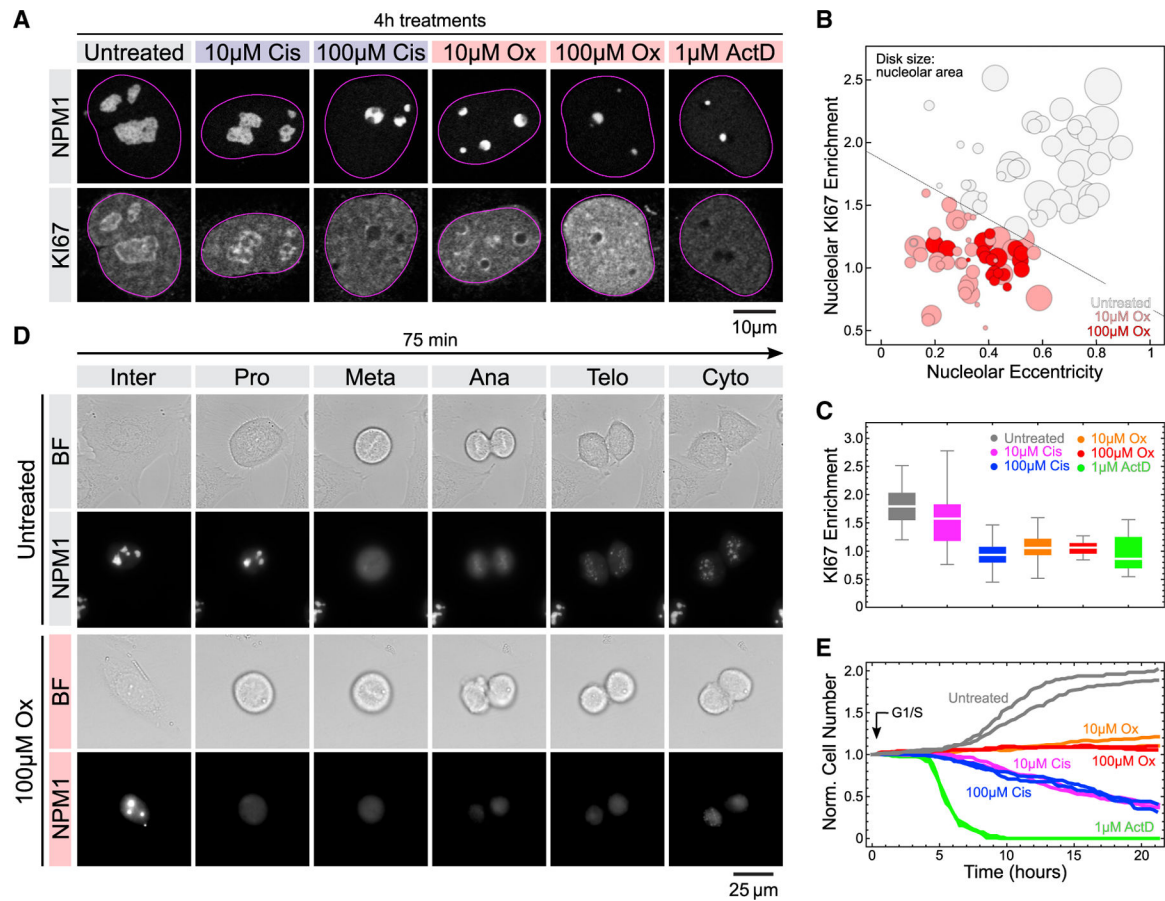 A
4h treatments
Untreated
10µM Cis
100µM Cis
10µM Ox
100µM Ox
1µM ActD
NPM1
KI67
10µm
B
Disk size:
nucleolar area
Nucleolar KI67 Enrichment
2.5
2.0
1.5
1.0
0.5
Untreated
10µM Ox
100µM Ox
0
0.2
0.4
0.6
0.8
1
Nucleolar Eccentricity
C
KI67 Enrichment
3.0
2.5
2.0
1.5
1.0
0.5
0
Untreated
10µM Cis
100µM Cis
10µM Ox
100µM Ox
1µM ActD
D
75 min
Inter
Pro
Meta
Ana
Telo
Cyto
Untreated
BF
NPM1
100µM Ox
BF
NPM1
25 µm
E
Norm. Cell Number
2.0
1.5
1.0
0.5
0
G1/S
Untreated
10µM Ox
100µM Ox
10µM Cis
100µM Cis
1µM ActD
0
5
10
15
20
Time (hours)